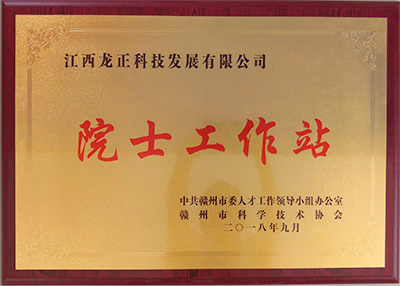 江西龙正科技发展有限公司
院士工作站
中共赣州市委人才工作领导小组办公室
赣州市科学技术协会
二〇一八年九月